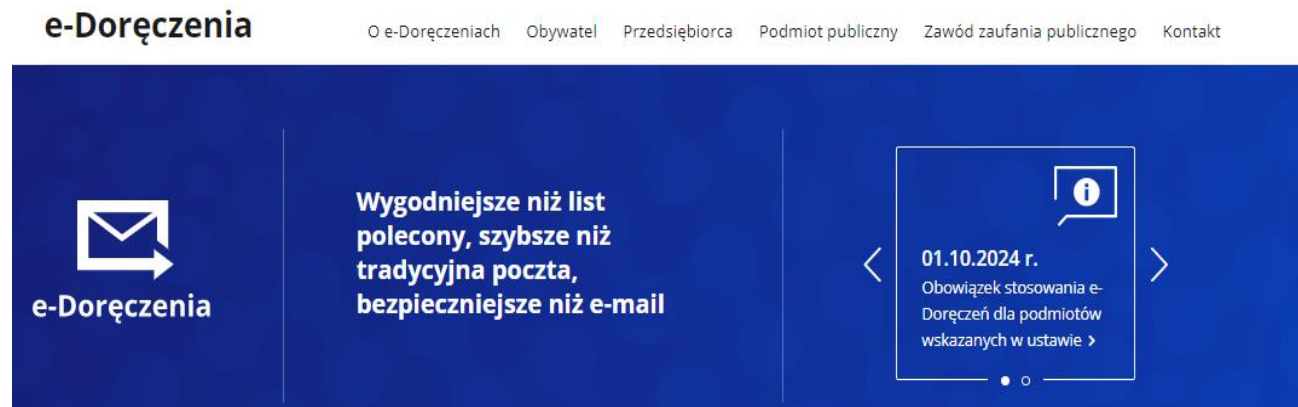 e-Doręczenia
O e-Doręczeniach Obywatel Przedsiębiorca Podmiot publiczny Zawód zaufania publicznego Kontakt
e-Doręczenia
Wygodniejsze niż list
polecony, szybsze niż
tradycyjna poczta,
bezpieczniejsze niż e-mail
01.10.2024 r.
Obowiązek stosowania e-
Doręczeń dla podmiotów
wskazanych w ustawie >